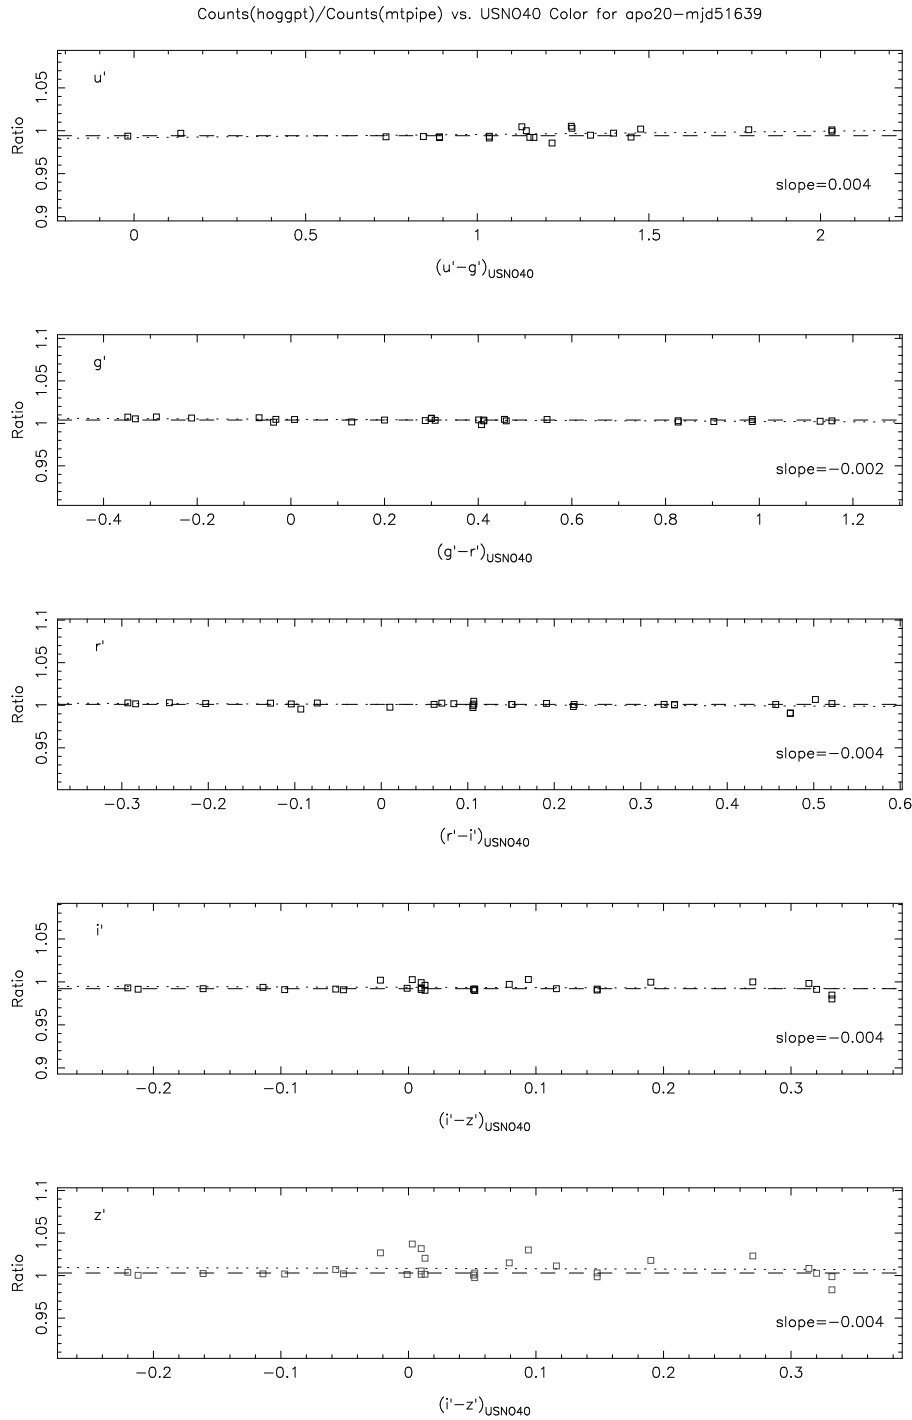 Counts(hoggpt)/Counts(mtpipe) vs. USNO40 Color for apo20−mjd51639
u'
Ratio
0.9 0.95 1 1.05
slope=0.004
0 0.5 1 1.5 2
(u'−g')USNO40
g'
Ratio
0.95 1 1.05 1.1
slope=−0.002
−0.4 −0.2 0 0.2 0.4 0.6 0.8 1 1.2
(g'−r')USNO40
r'
Ratio
0.95 1 1.05 1.1
slope=−0.004
−0.3 −0.2 −0.1 0 0.1 0.2 0.3 0.4 0.5 0.6
(r'−i')USNO40
i'
Ratio
0.9 0.95 1 1.05
slope=−0.004
−0.2 −0.1 0 0.1 0.2 0.3
(i'−z')USNO40
z'
Ratio
0.95 1 1.05 1.1
slope=−0.004
−0.2 −0.1 0 0.1 0.2 0.3
(i'−z')USNO40